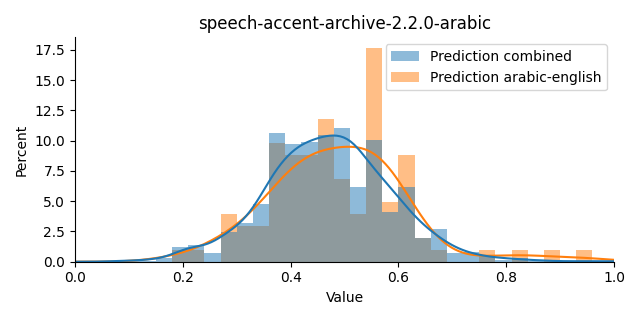 speech-accent-archive-2.2.0-arabic
Prediction combined
Prediction arabic-english
Percent
17.5
15.0
12.5
10.0
7.5
5.0
2.5
0.0
0.0 0.2 0.4 0.6 0.8 1.0
Value